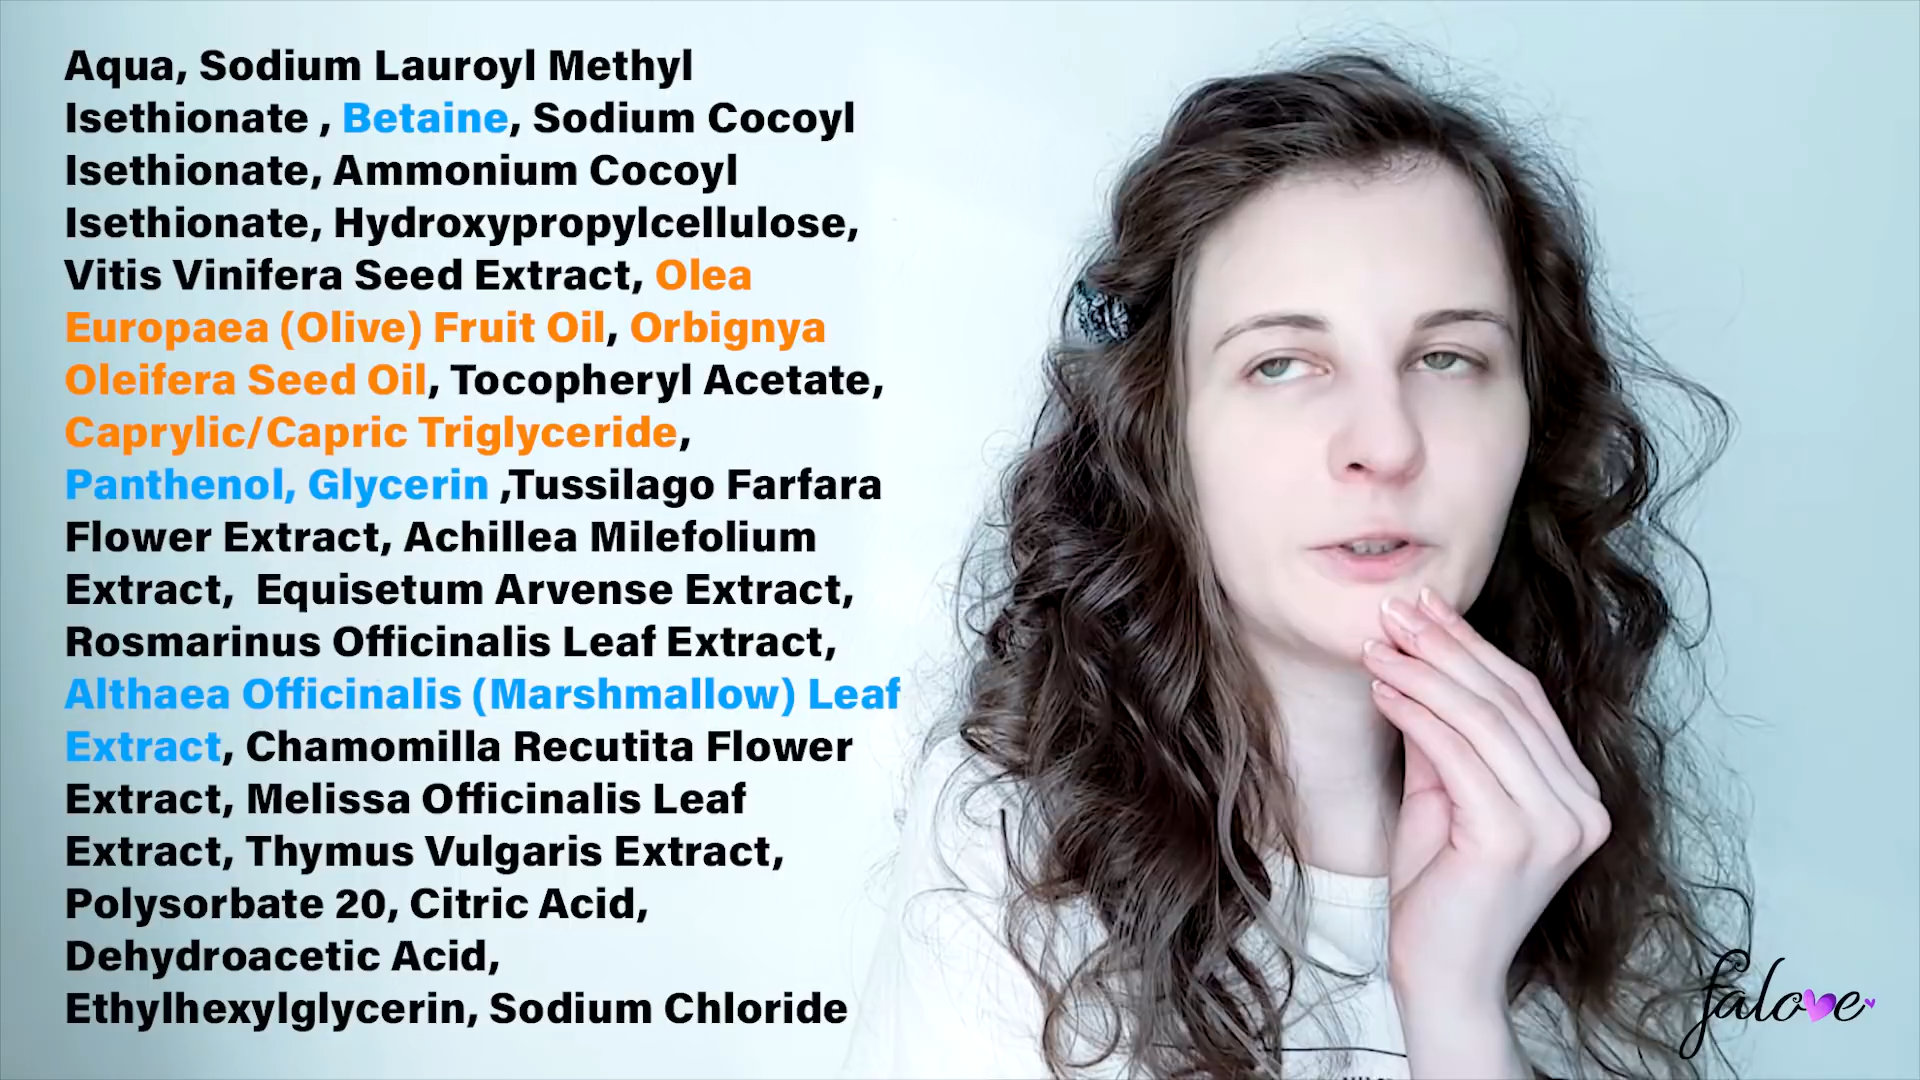 Aqua, Sodium Lauroyl Methyl
Isethionate , Betaine, Sodium Cocoyl
Isethionate, Ammonium Cocoyl
Isethionate, Hydroxypropylcellulose,
Vitis Vinifera Seed Extract, Olea
Europaea (Olive) Fruit Oil, Orbignya
Oleifera Seed Oil, Tocopheryl Acetate,
Caprylic/Capric Triglyceride,
Panthenol, Glycerin ,Tussilago Farfara
Flower Extract, Achillea Milefolium
Extract,  Equisetum Arvense Extract,
Rosmarinus Officinalis Leaf Extract,
Althaea Officinalis (Marshmallow) Leaf
Extract, Chamomilla Recutita Flower
Extract, Melissa Officinalis Leaf
Extract, Thymus Vulgaris Extract,
Polysorbate 20, Citric Acid,
Dehydroacetic Acid,
Ethylhexylglycerin, Sodium Chloride
falove